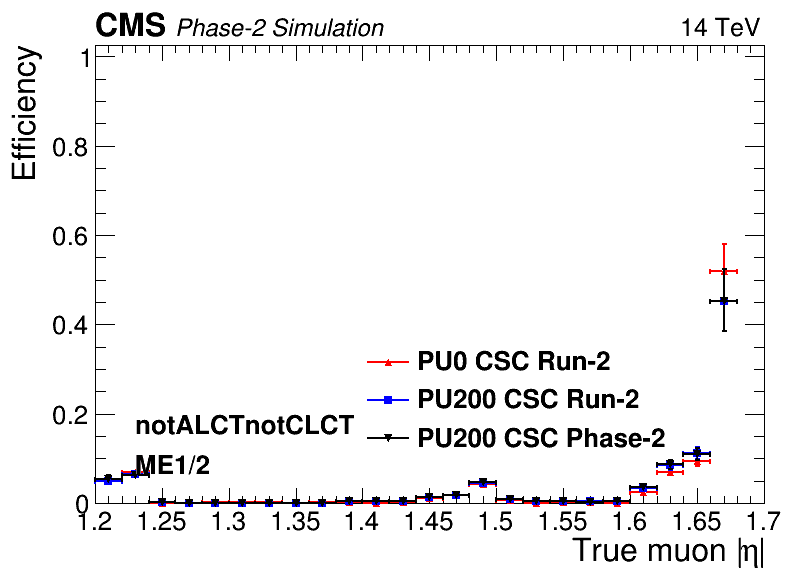 CMS Phase-2 Simulation 14 TeV
Efficiency
1
0.8
0.6
0.4
0.2
0
PU0 CSC Run-2
PU200 CSC Run-2
PU200 CSC Phase-2
notALCTnotCLCT
ME1/2
1.2 1.25 1.3 1.35 1.4 1.45 1.5 1.55 1.6 1.65 1.7
True muon |η|